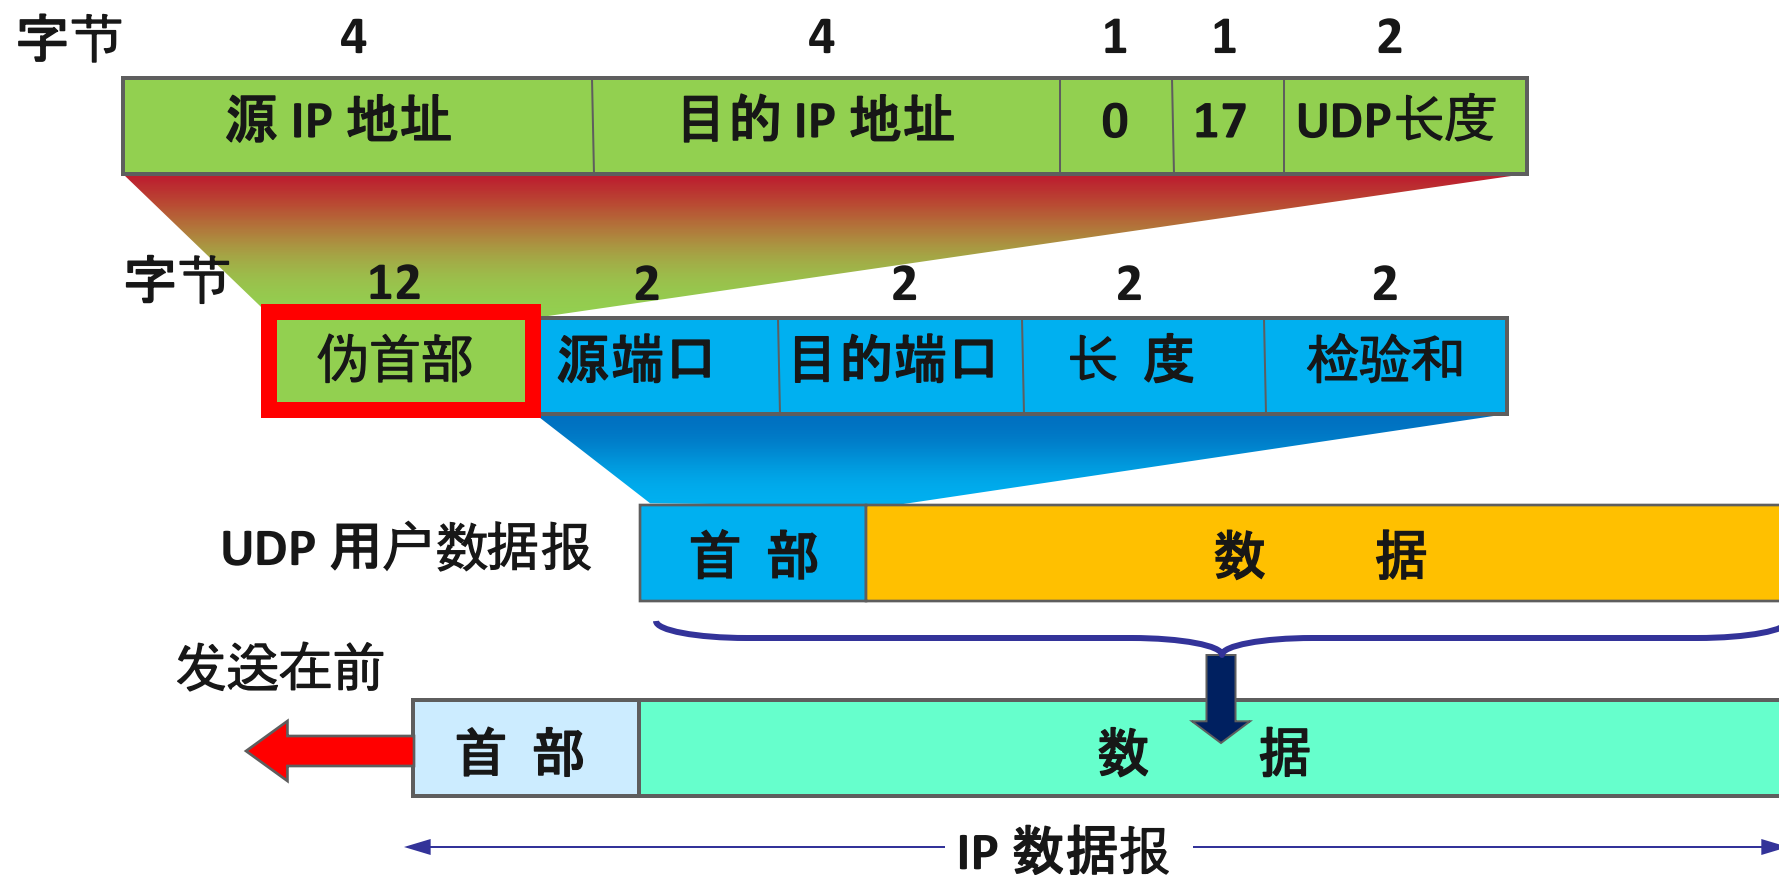 字节 4 4 1 1 2
源 IP 地址 目的 IP 地址 0 17 UDP长度
字节 12 2 2 2 2
伪首部 源端口 目的端口 长 度 检验和
UDP 用户数据报 首 部 数 据
发送在前
首 部 数 据
IP 数据报